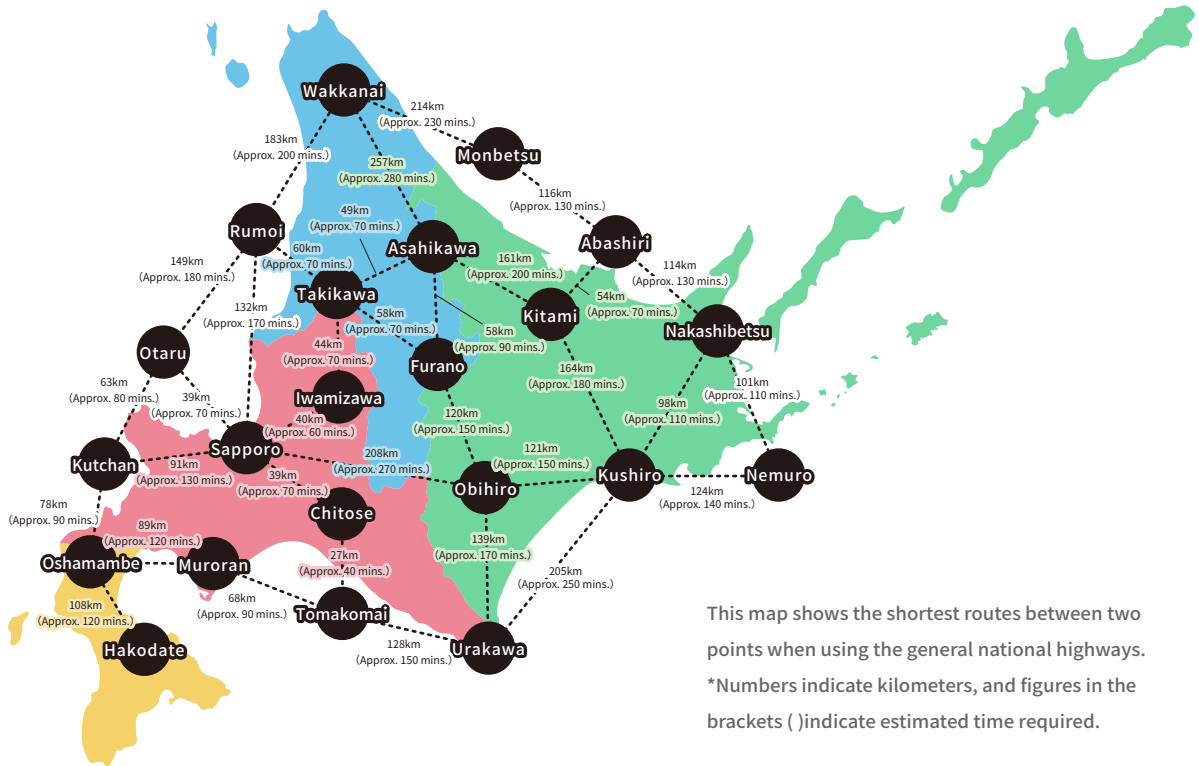 Wakkanai
214km
(Approx. 230 mins.)
183km
(Approx. 200 mins.)
Monbetsu
257km
(Approx. 280 mins.)
116km
(Approx. 130 mins.)
49km
(Approx. 70 mins.)
Rumoi
Asahikawa
Abashiri
60km
(Approx. 70 mins.)
149km
(Approx. 180 mins.)
161km
(Approx. 200 mins.)
114km
(Approx. 130 mins.)
Takikawa
54km
(Approx. 70 mins.)
132km
(Approx. 170 mins.)
58km
(Approx. 70 mins.)
Kitami
Nakashibetsu
58km
(Approx. 90 mins.)
Otaru
44km
(Approx. 70 mins.)
Furano
164km
(Approx. 180 mins.)
101km
(Approx. 110 mins.)
63km
(Approx. 80 mins.)
39km
(Approx. 70 mins.)
Iwamizawa
98km
(Approx. 110 mins.)
40km
(Approx. 60 mins.)
120km
(Approx. 150 mins.)
Sapporo
121km
(Approx. 150 mins.)
Kutchan
91km
(Approx. 130 mins.)
208km
(Approx. 270 mins.)
39km
(Approx. 70 mins.)
Obihiro
Kushiro
Nemuro
124km
(Approx. 140 mins.)
78km
(Approx. 90 mins.)
Chitose
89km
(Approx. 120 mins.)
139km
(Approx. 170 mins.)
Oshamambe
Muroran
27km
(Approx. 40 mins.)
205km
(Approx. 250 mins.)
68km
(Approx. 90 mins.)
Tomakomai
108km
(Approx. 120 mins.)
Hakodate
128km
(Approx. 150 mins.)
Urakawa
This map shows the shortest routes between two
points when using the general national highways.
*Numbers indicate kilometers, and figures in the
brackets ( )indicate estimated time required.